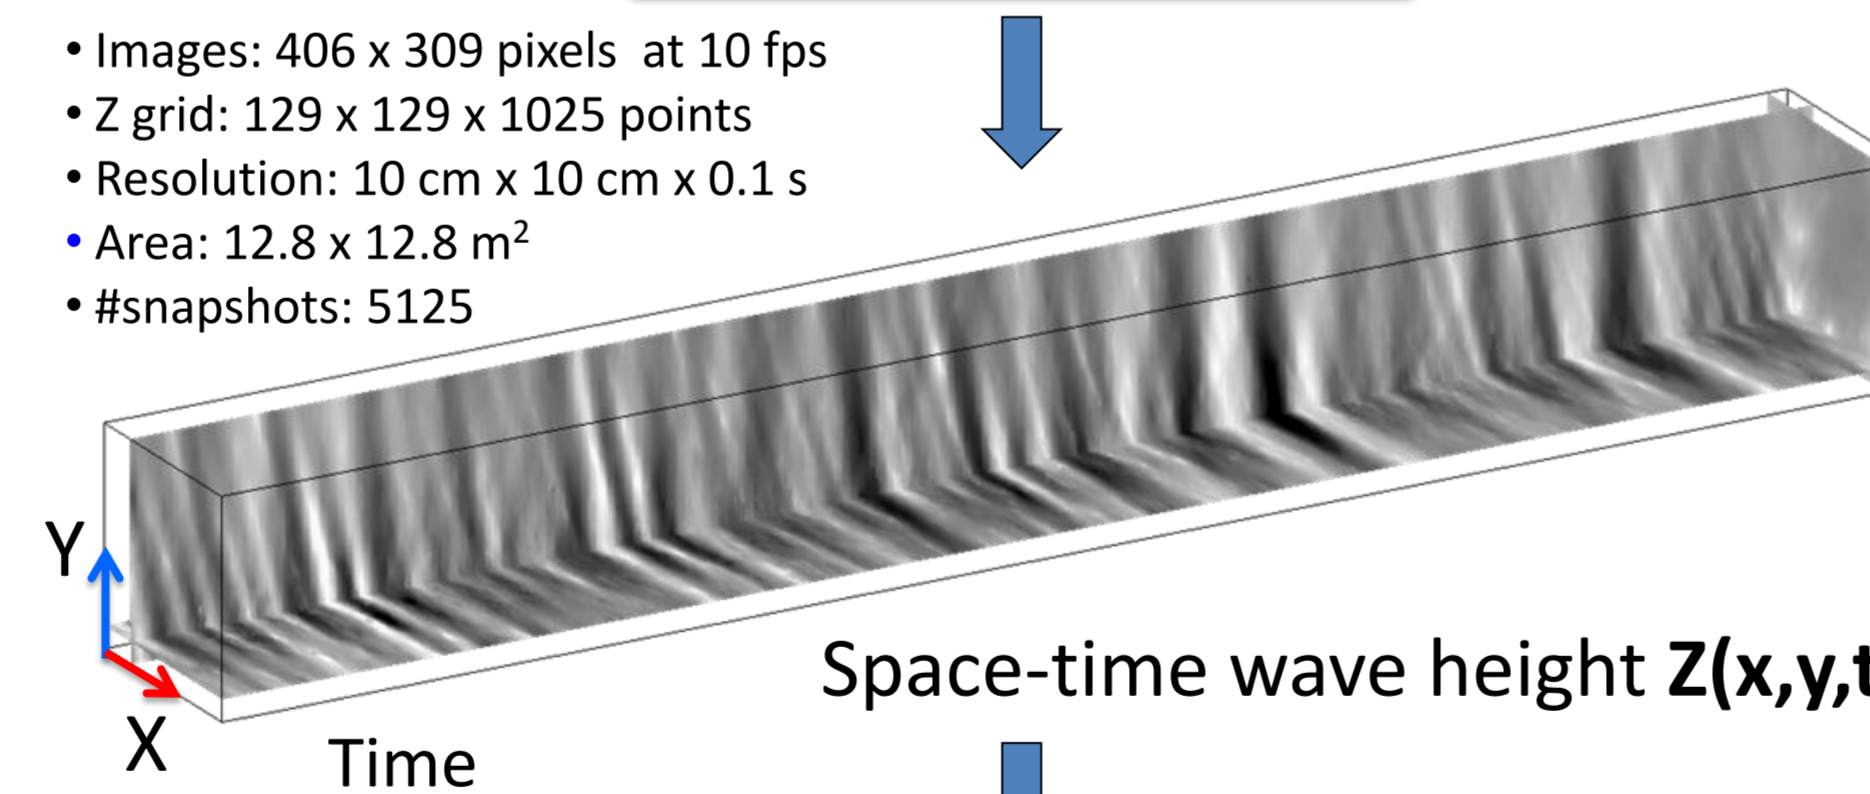 • Images: 406 x 309 pixels at 10 fps
• Z grid: 129 x 129 x 1025 points
• Resolution: 10 cm x 10 cm x 0.1 s
• Area: 12.8 x 12.8 m²
• #snapshots: 5125
Y
X
Time
Space-time wave height Z(x,y,t